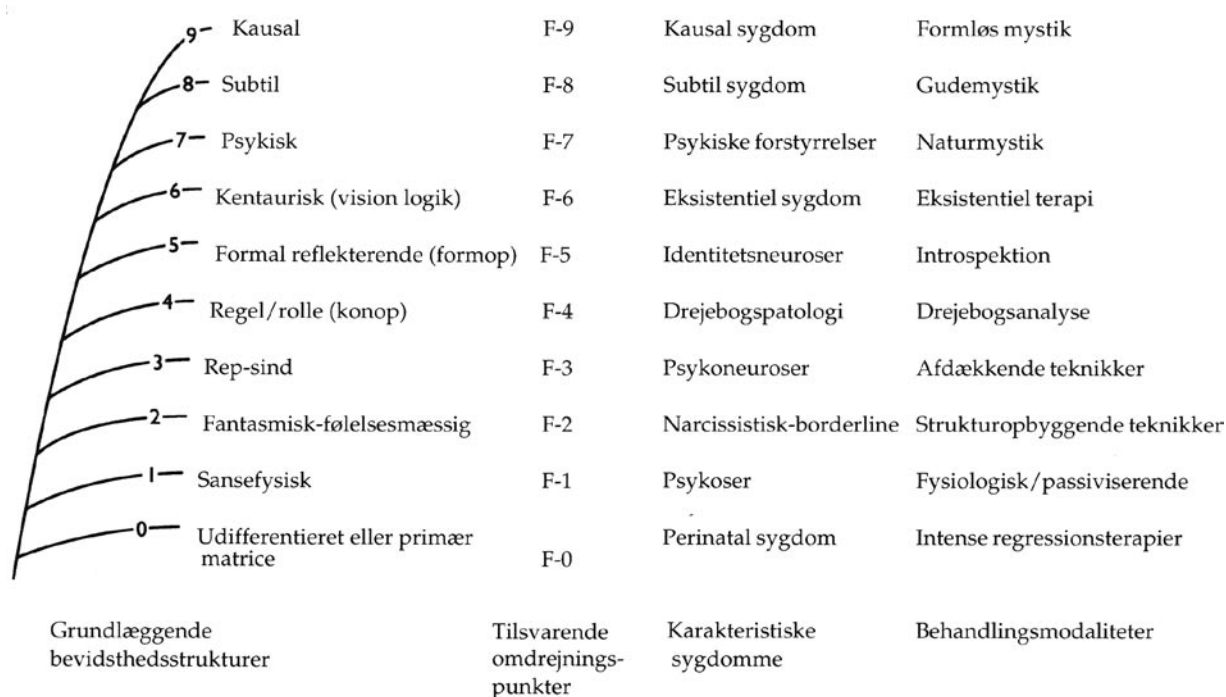 9 Kausal F-9 Kausal sygdom Formløs mystik
8 Subtil F-8 Subtil sygdom Gudemystik
7 Psykisk F-7 Psykiske forstyrrelser Naturmystik
6 Kentaurisk (vision logik) F-6 Eksistentiel sygdom Eksistentiel terapi
5 Formal reflekterende (formop) F-5 Identitetsneuroser Introspektion
4 Regel/rolle (konop) F-4 Drejebogspatologi Drejebogsanalyse
3 Rep-sind F-3 Psykoneuroser Afdækkende teknikker
2 Fantasmisk-følelsesmæssig F-2 Narcissistisk-borderline Strukturopbyggende teknikker
1 Sansefysisk F-1 Psykoser Fysiologisk/passiviserende
0 Udifferentieret eller primær Perinatal sygdom Intense regressionsterapier
matrice F-0
Grundlæggende Tilsvarende Karakteristiske Behandlingsmodaliteter
bevidsthedsstrukturer omdrejnings- sygdomme
punkter